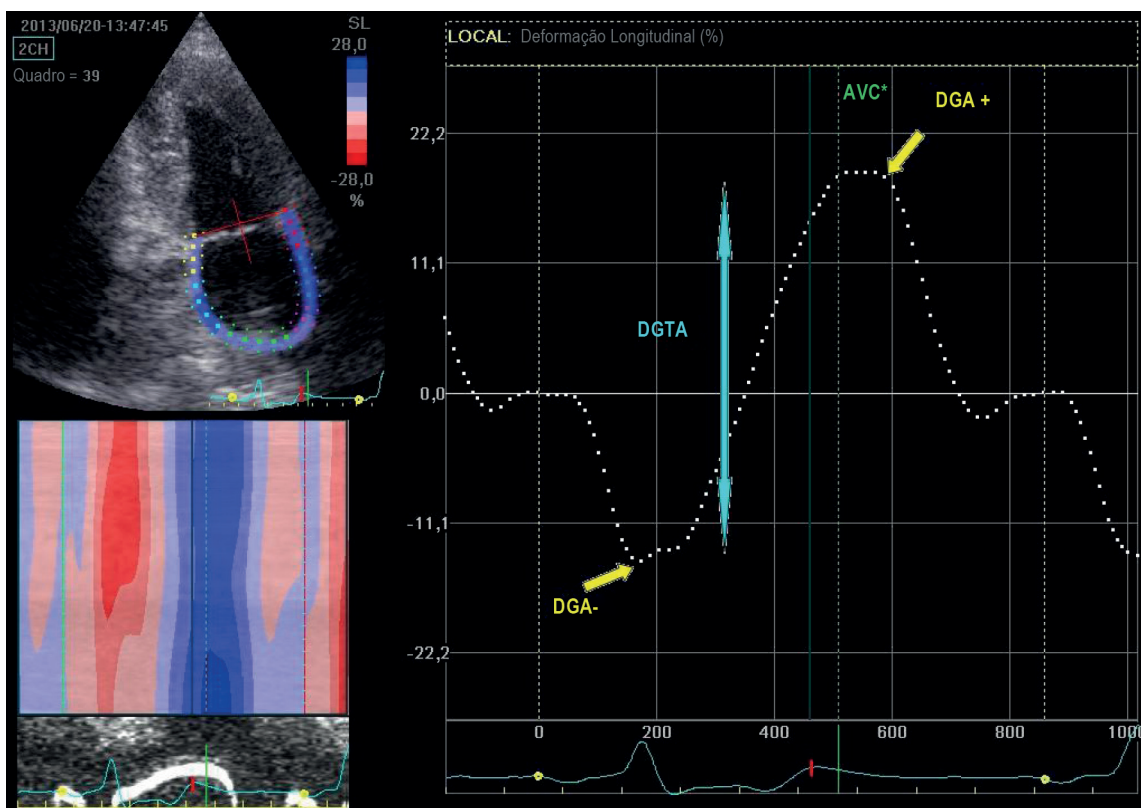 2013/06/20-13:47:45
2CH
Quadro = 39
SL
28,0
-28,0
%
LOCAL: Deformação Longitudinal (%)
AVC*
DGA +
22,2
11,1
DGTA
0,0
-11,1
DGA-
-22,2
0 200 400 600 800 1000